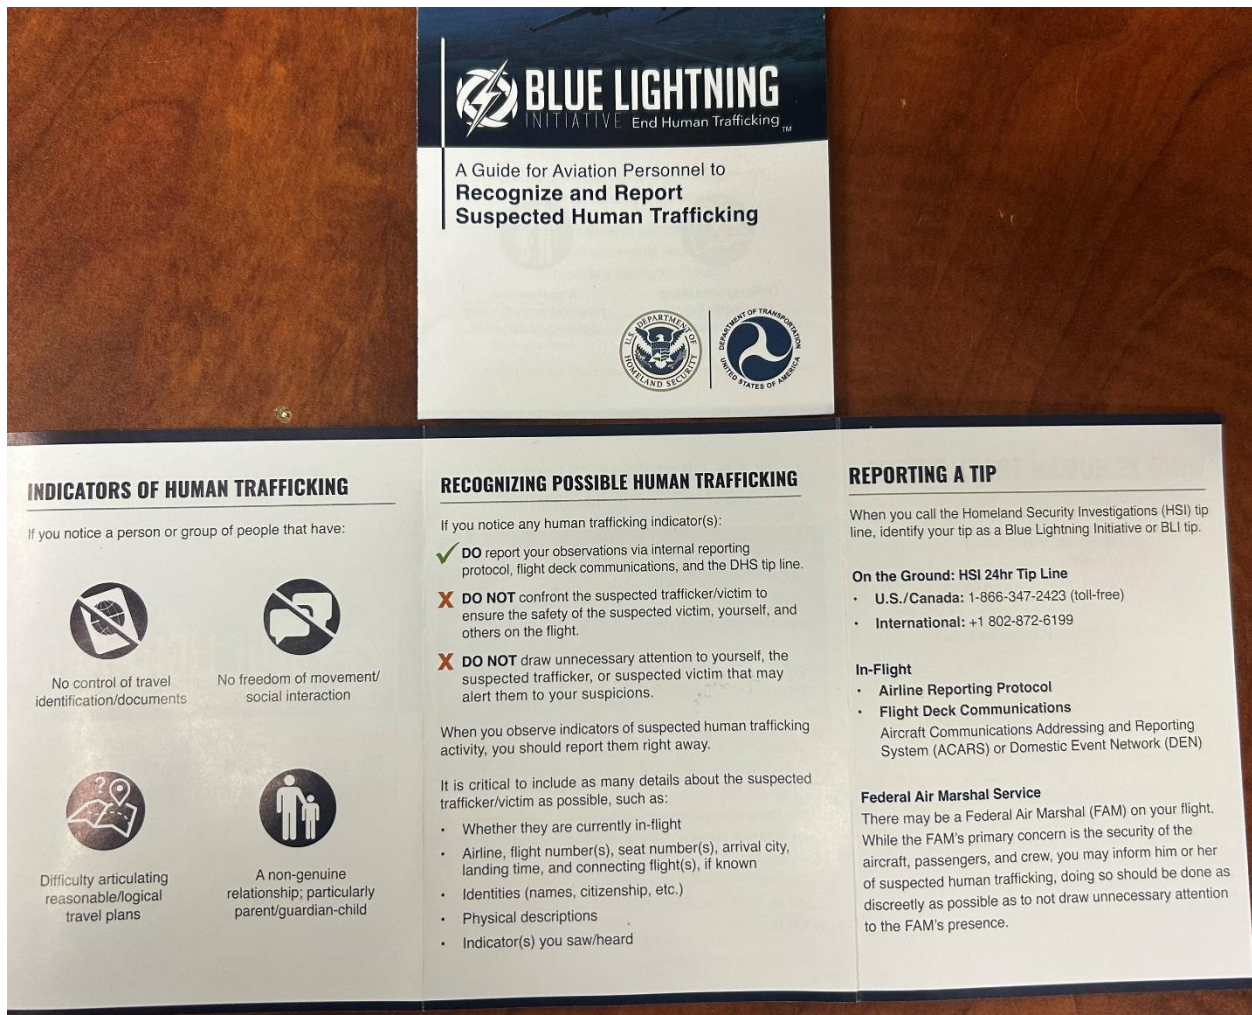 BLUE LIGHTNING
INITIATIVE End Human Trafficking TM
A Guide for Aviation Personnel to
Recognize and Report
Suspected Human Trafficking
U.S. DEPARTMENT OF HOMELAND SECURITY
DEPARTMENT OF TRANSPORTATION UNITED STATES OF AMERICA
INDICATORS OF HUMAN TRAFFICKING
If you notice a person or group of people that have:
No control of travel
identification/documents
No freedom of movement/
social interaction
?
Difficulty articulating
reasonable/logical
travel plans
A non-genuine
relationship; particularly
parent/guardian-child
RECOGNIZING POSSIBLE HUMAN TRAFFICKING
If you notice any human trafficking indicator(s):
DO report your observations via internal reporting
protocol, flight deck communications, and the DHS tip line.
X DO NOT confront the suspected trafficker/victim to
ensure the safety of the suspected victim, yourself, and
others on the flight.
X DO NOT draw unnecessary attention to yourself, the
suspected trafficker, or suspected victim that may
alert them to your suspicions.
When you observe indicators of suspected human trafficking
activity, you should report them right away.
It is critical to include as many details about the suspected
trafficker/victim as possible, such as:
• Whether they are currently in-flight
• Airline, flight number(s), seat number(s), arrival city,
landing time, and connecting flight(s), if known
• Identities (names, citizenship, etc.)
• Physical descriptions
• Indicator(s) you saw/heard
REPORTING A TIP
When you call the Homeland Security Investigations (HSI) tip
line, identify your tip as a Blue Lightning Initiative or BLI tip.
On the Ground: HSI 24hr Tip Line
• U.S./Canada: 1-866-347-2423 (toll-free)
• International: +1 802-872-6199
In-Flight
• Airline Reporting Protocol
• Flight Deck Communications
Aircraft Communications Addressing and Reporting
System (ACARS) or Domestic Event Network (DEN)
Federal Air Marshal Service
There may be a Federal Air Marshal (FAM) on your flight.
While the FAM's primary concern is the security of the
aircraft, passengers, and crew, you may inform him or her
of suspected human trafficking, doing so should be done as
discreetly as possible as to not draw unnecessary attention
to the FAM's presence.